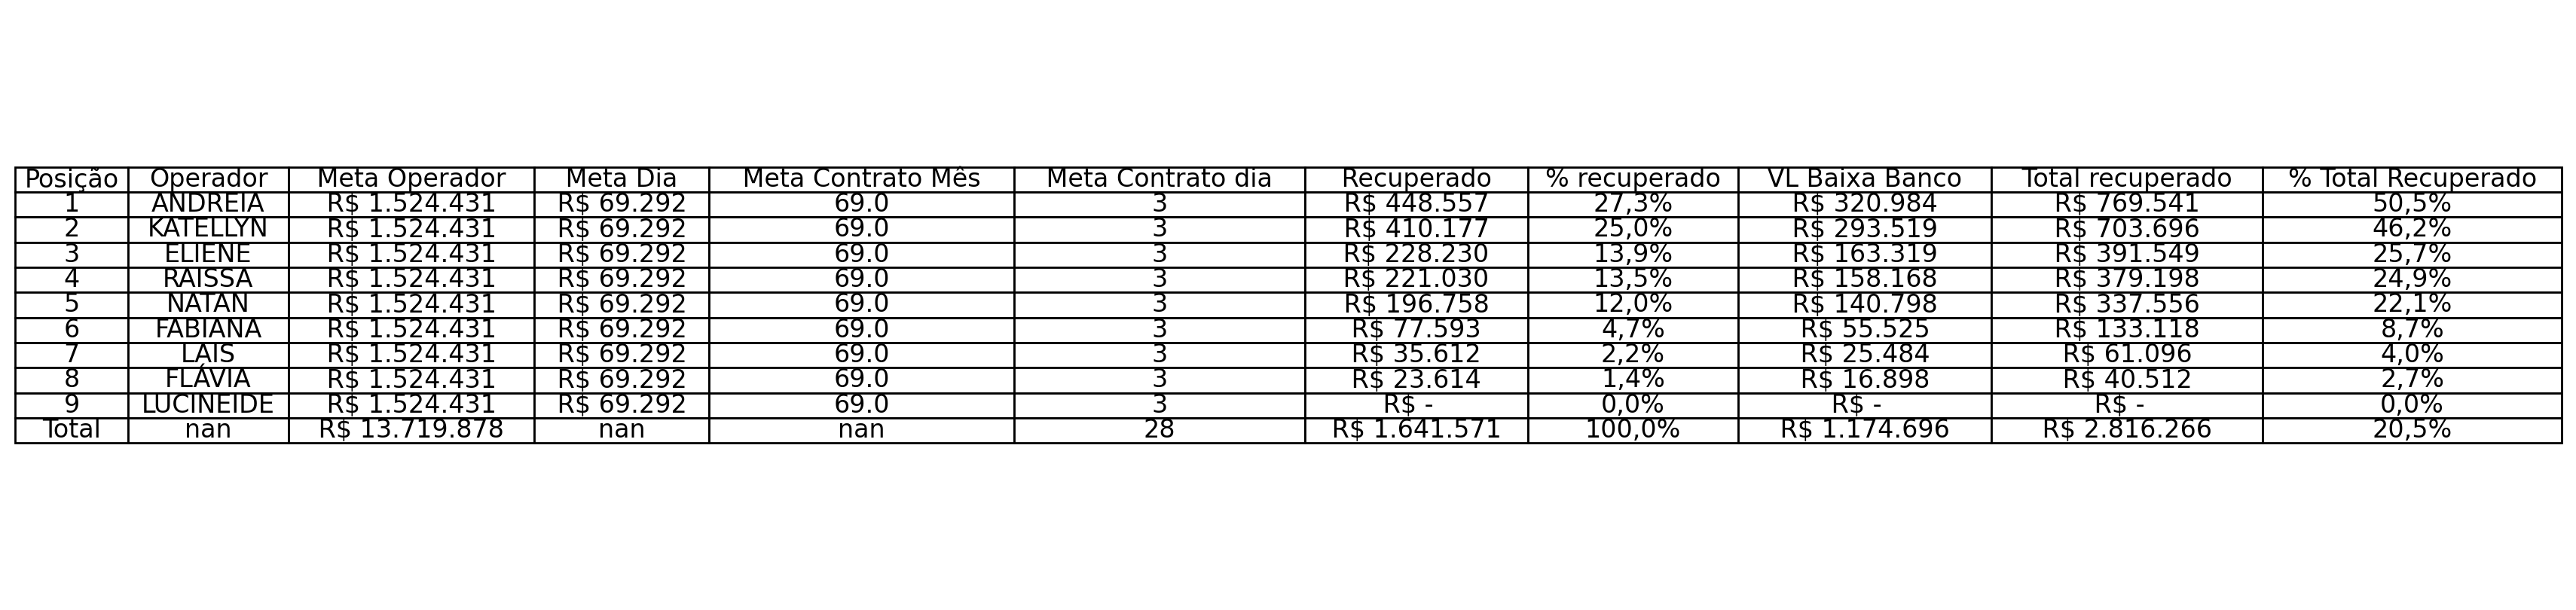 Posição Operador Meta Operador Meta Dia Meta Contrato Mês Meta Contrato dia Recuperado % recuperado VL Baixa Banco Total recuperado % Total Recuperado
1 ANDREIA R$ 1.524.431 R$ 69.292 69.0 3 R$ 448.557 27,3% R$ 320.984 R$ 769.541 50,5%
2 KATELLYN R$ 1.524.431 R$ 69.292 69.0 3 R$ 410.177 25,0% R$ 293.519 R$ 703.696 46,2%
3 ELIENE R$ 1.524.431 R$ 69.292 69.0 3 R$ 228.230 13,9% R$ 163.319 R$ 391.549 25,7%
4 RAISSA R$ 1.524.431 R$ 69.292 69.0 3 R$ 221.030 13,5% R$ 158.168 R$ 379.198 24,9%
5 NATAN R$ 1.524.431 R$ 69.292 69.0 3 R$ 196.758 12,0% R$ 140.798 R$ 337.556 22,1%
6 FABIANA R$ 1.524.431 R$ 69.292 69.0 3 R$ 77.593 4,7% R$ 55.525 R$ 133.118 8,7%
7 LAIS R$ 1.524.431 R$ 69.292 69.0 3 R$ 35.612 2,2% R$ 25.484 R$ 61.096 4,0%
8 FLÁVIA R$ 1.524.431 R$ 69.292 69.0 3 R$ 23.614 1,4% R$ 16.898 R$ 40.512 2,7%
9 LUCINEIDE R$ 1.524.431 R$ 69.292 69.0 3 R$ - 0,0% R$ - R$ - 0,0%
Total nan R$ 13.719.878 nan nan 28 R$ 1.641.571 100,0% R$ 1.174.696 R$ 2.816.266 20,5%